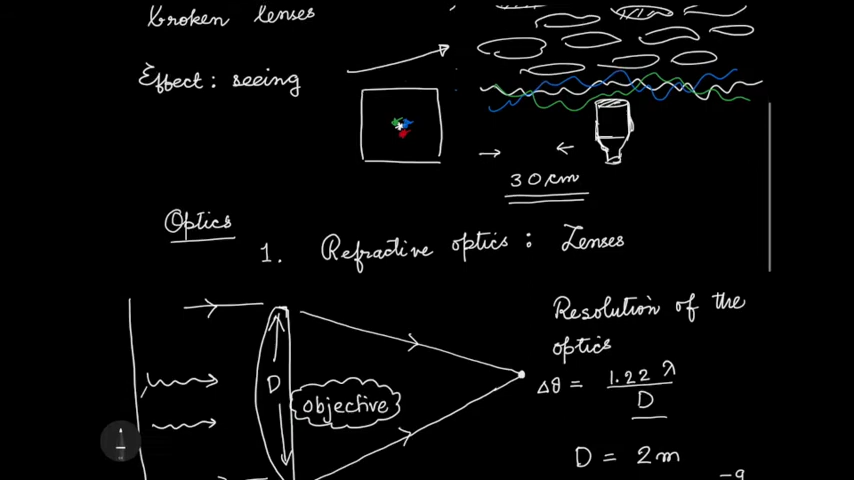 broken lenses
Effect: seeing
30 cm
Optics
1. Refractive optics: Lenses
Resolution of the
optics
Δθ = 1.22 λ / D
D
objective
D = 2m
-9